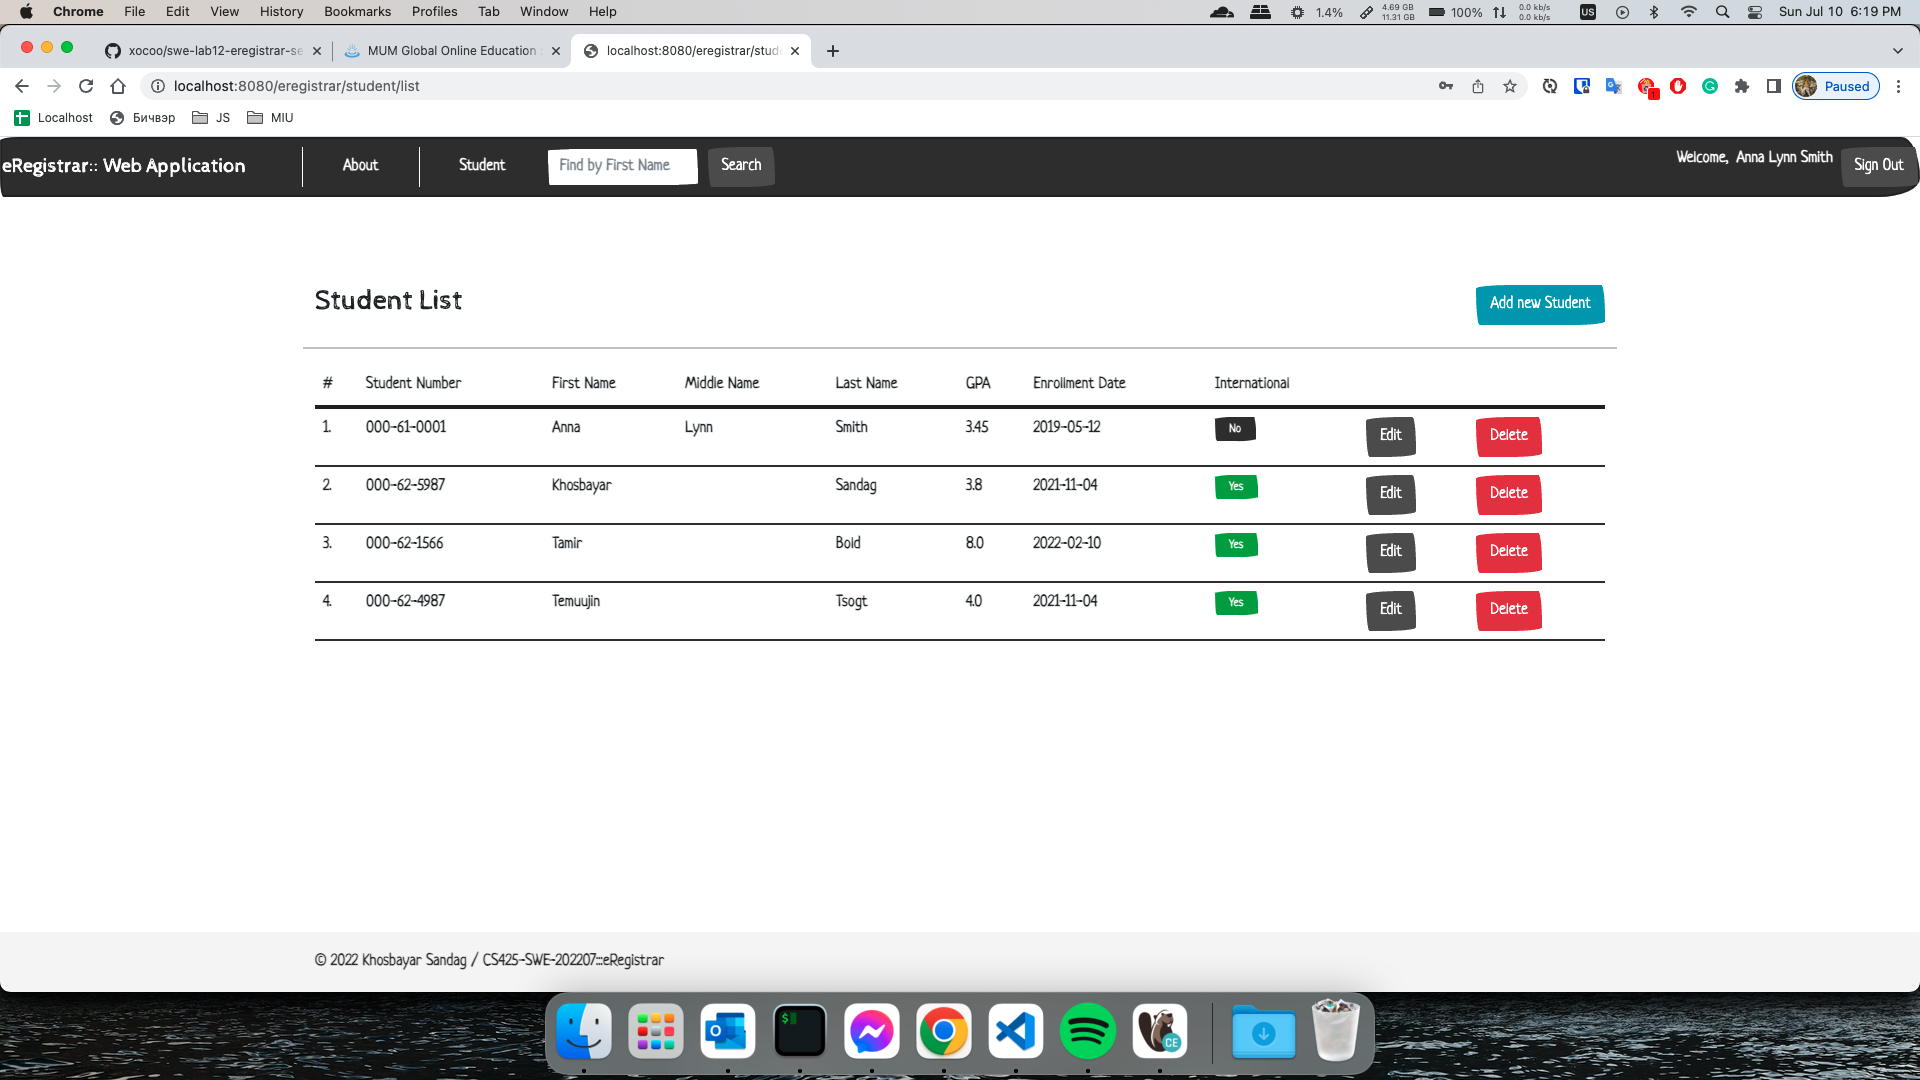 Chrome File Edit View History Bookmarks Profiles Tab Window Help 1.4% 4.69 GB 11.31 GB 100% 0.0 kb/s 0.0 kb/s US Sun Jul 10 6:19 PM
xocoo/swe-lab12-eregistrar-se MUM Global Online Education localhost:8080/eregistrar/stude
localhost:8080/eregistrar/student/list 1 Paused
Localhost Бичвэр JS MIU
eRegistrar:: Web Application About Student Find by First Name Search Welcome, Anna Lynn Smith Sign Out
Student List Add new Student
# Student Number First Name Middle Name Last Name GPA Enrollment Date International
1. 000-61-0001 Anna Lynn Smith 3.45 2019-05-12 No Edit Delete
2. 000-62-5987 Khosbayar Sandag 3.8 2021-11-04 Yes Edit Delete
3. 000-62-1566 Tamir Bold 8.0 2022-02-10 Yes Edit Delete
4. 000-62-4987 Temuujin Tsogt 4.0 2021-11-04 Yes Edit Delete
© 2022 Khosbayar Sandag / CS425-SWE-202207:::eRegistrar
$ CE